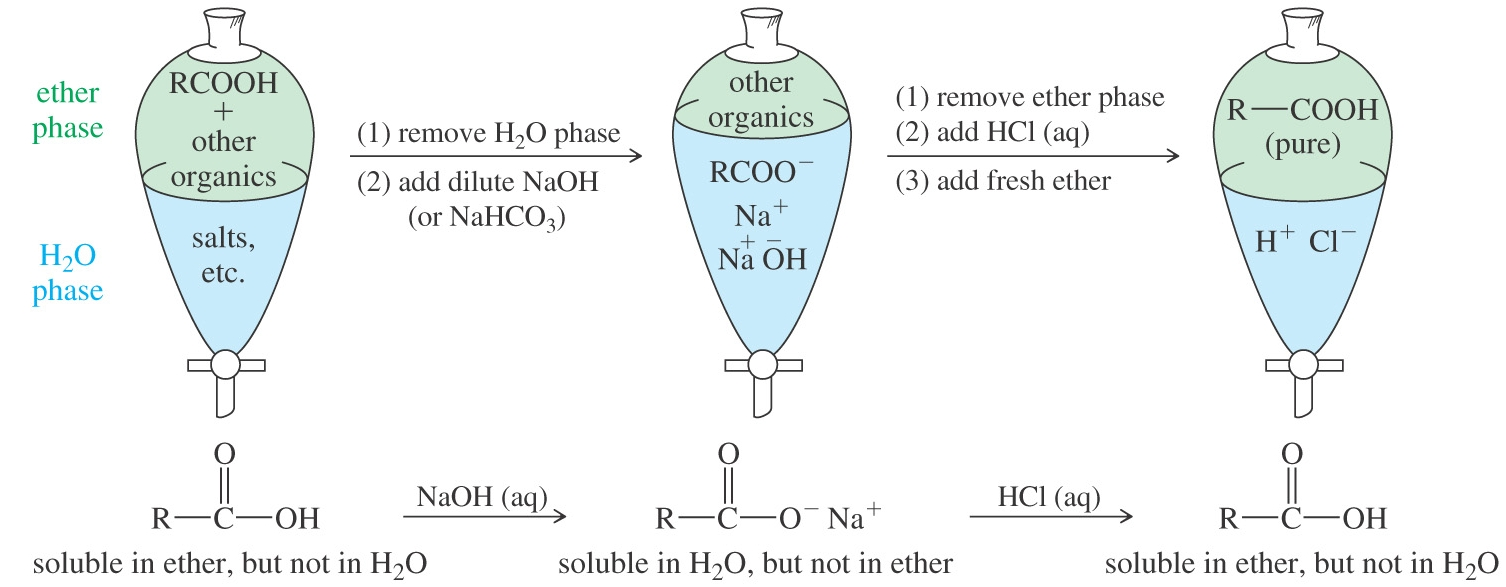 ether
phase
H₂O
phase
RCOOH
+
other
organics
salts,
etc.
(1) remove H₂O phase
(2) add dilute NaOH
(or NaHCO₃)
other
organics
RCOO⁻
Na⁺
Na⁺ ⁻OH
(1) remove ether phase
(2) add HCl (aq)
(3) add fresh ether
R—COOH
(pure)
H⁺ Cl⁻
O
R—C—OH
soluble in ether, but not in H₂O
NaOH (aq)
O
R—C—O⁻ Na⁺
soluble in H₂O, but not in ether
HCl (aq)
O
R—C—OH
soluble in ether, but not in H₂O